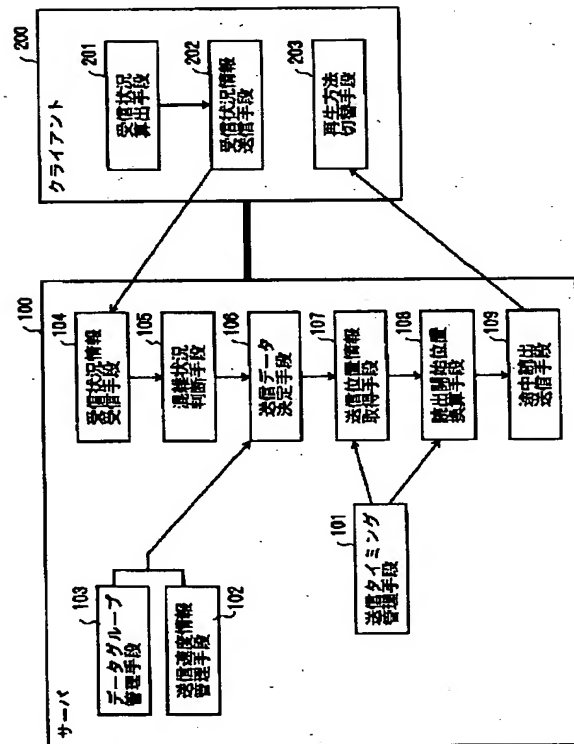 サーバ
100
データグループ
管理手段
103
送信速度情報
管理手段
102
送信タイミング
管理手段
101
受信状況情報
受信手段
104
混雑状況
判断手段
105
送信データ
決定手段
106
送信位置情報
取得手段
107
読出開始位置
換算手段
108
途中読出
送信手段
109
クライアント
200
受信状況
算出手段
201
受信状況情報
送信手段
202
再生方法
切替手段
203